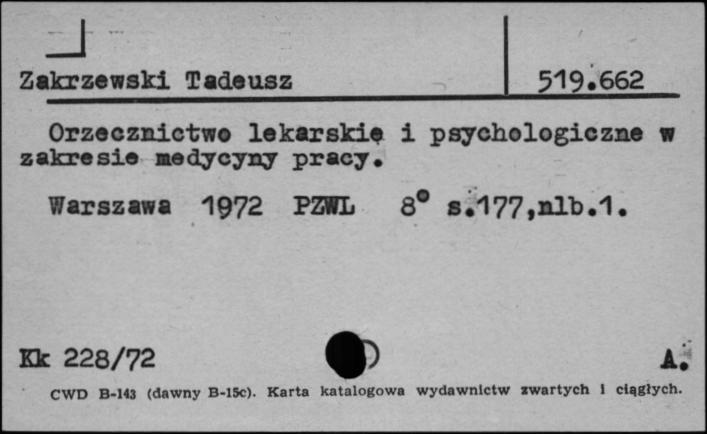 Zakrzewski Tadeusz 519.662
Orzecznictwo lekarskie i psychologiczne w
zakresie medycyny pracy.
Warszawa 1972 PZWL 8° s.177,nlb.1.
Kk 228/72 A.
CWD B-143 (dawny B-15c). Karta katalogowa wydawnictw zwartych i ciągłych.